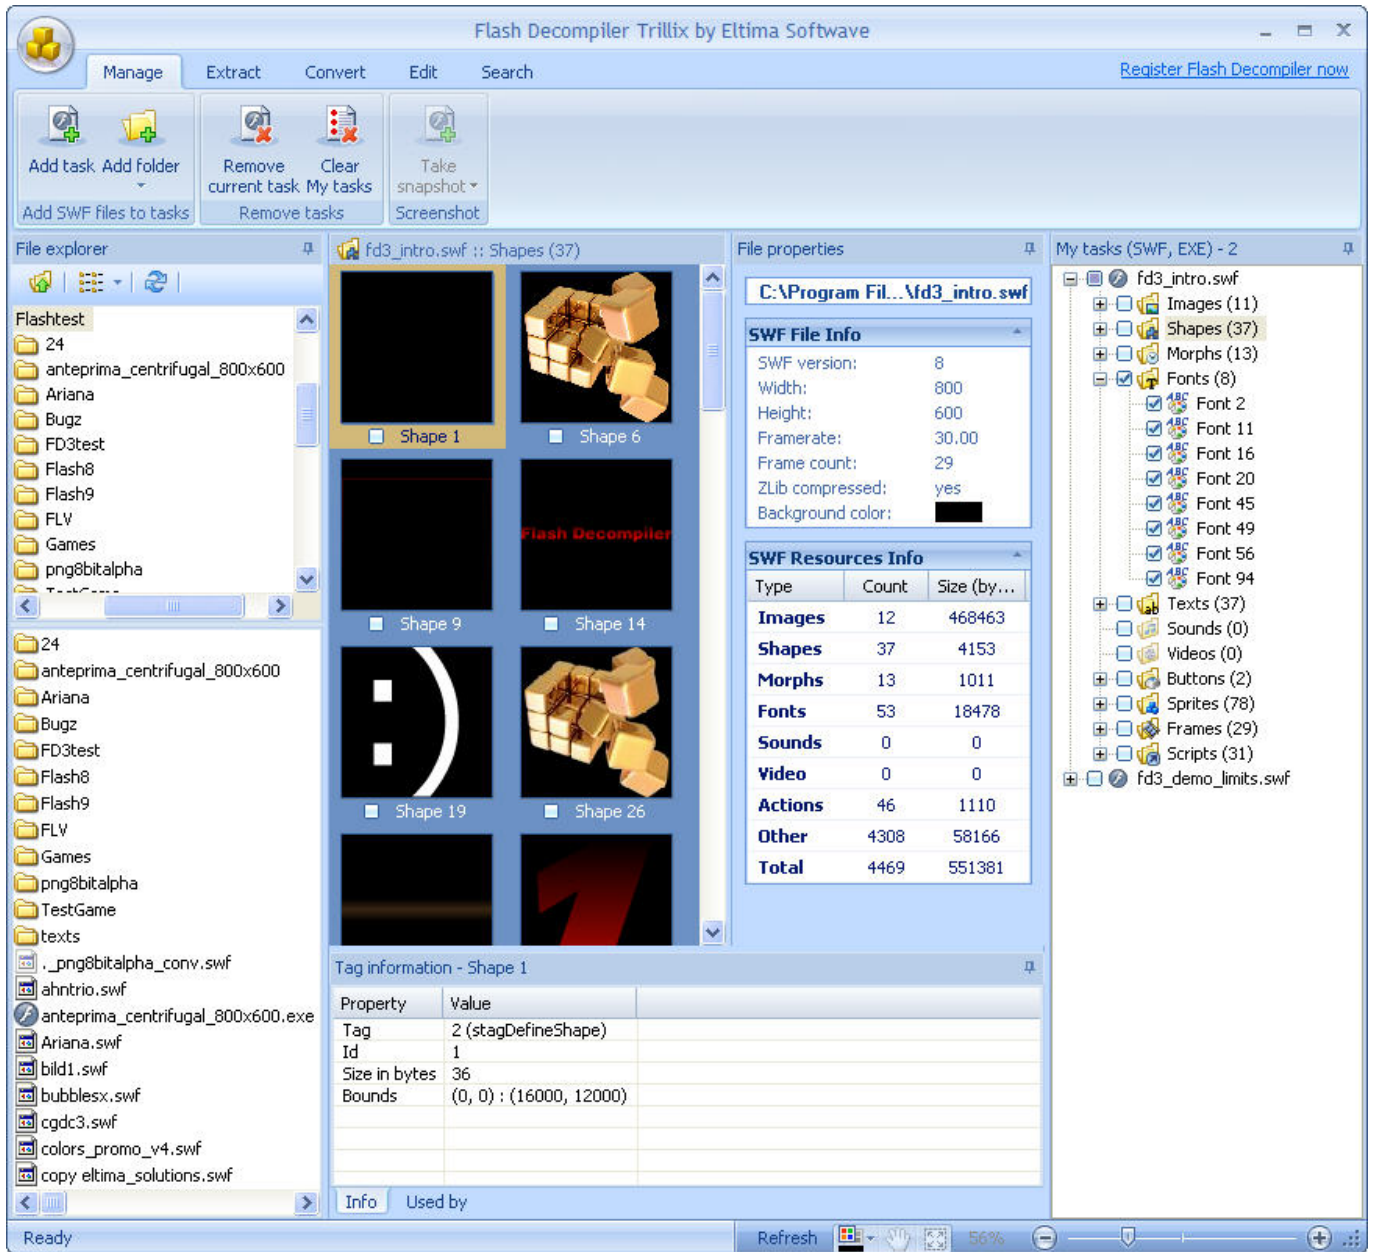 Flash Decompiler Trillix by Eltima Softwave
Manage Extract Convert Edit Search
Register Flash Decompiler now
Add task Add folder
Remove current task
Clear My tasks
Take snapshot
Add SWF files to tasks
Remove tasks
Screenshot
File explorer
Flashtest
24
anteprima_centrifugal_800x600
Ariana
Bugz
FD3test
Flash8
Flash9
FLV
Games
png8bitalpha
24
anteprima_centrifugal_800x600
Ariana
Bugz
FD3test
Flash8
Flash9
FLV
Games
png8bitalpha
TestGame
texts
._png8bitalpha_conv.swf
ahntrio.swf
anteprima_centrifugal_800x600.exe
Ariana.swf
bild1.swf
bubblesx.swf
cgdc3.swf
colors_promo_v4.swf
copy eltima_solutions.swf
fd3_intro.swf :: Shapes (37)
Shape 1
Shape 6
Flash Decompiler
Shape 9
Shape 14
:)
Shape 19
Shape 26
1
File properties
C:\Program Fil...\fd3_intro.swf
SWF File Info
SWF version: 8
Width: 800
Height: 600
Framerate: 30.00
Frame count: 29
ZLib compressed: yes
Background color:
SWF Resources Info
Type Count Size (by...
Images 12 468463
Shapes 37 4153
Morphs 13 1011
Fonts 53 18478
Sounds 0 0
Video 0 0
Actions 46 1110
Other 4308 58166
Total 4469 551381
Tag information - Shape 1
Property Value
Tag 2 (stagDefineShape)
Id 1
Size in bytes 36
Bounds (0, 0) : (16000, 12000)
Info Used by
My tasks (SWF, EXE) - 2
fd3_intro.swf
Images (11)
Shapes (37)
Morphs (13)
Fonts (8)
ABC Font 2
ABC Font 11
ABC Font 16
ABC Font 20
ABC Font 45
ABC Font 49
ABC Font 56
ABC Font 94
Texts (37)
Sounds (0)
Videos (0)
Buttons (2)
Sprites (78)
Frames (29)
Scripts (31)
fd3_demo_limits.swf
Ready
Refresh
56%